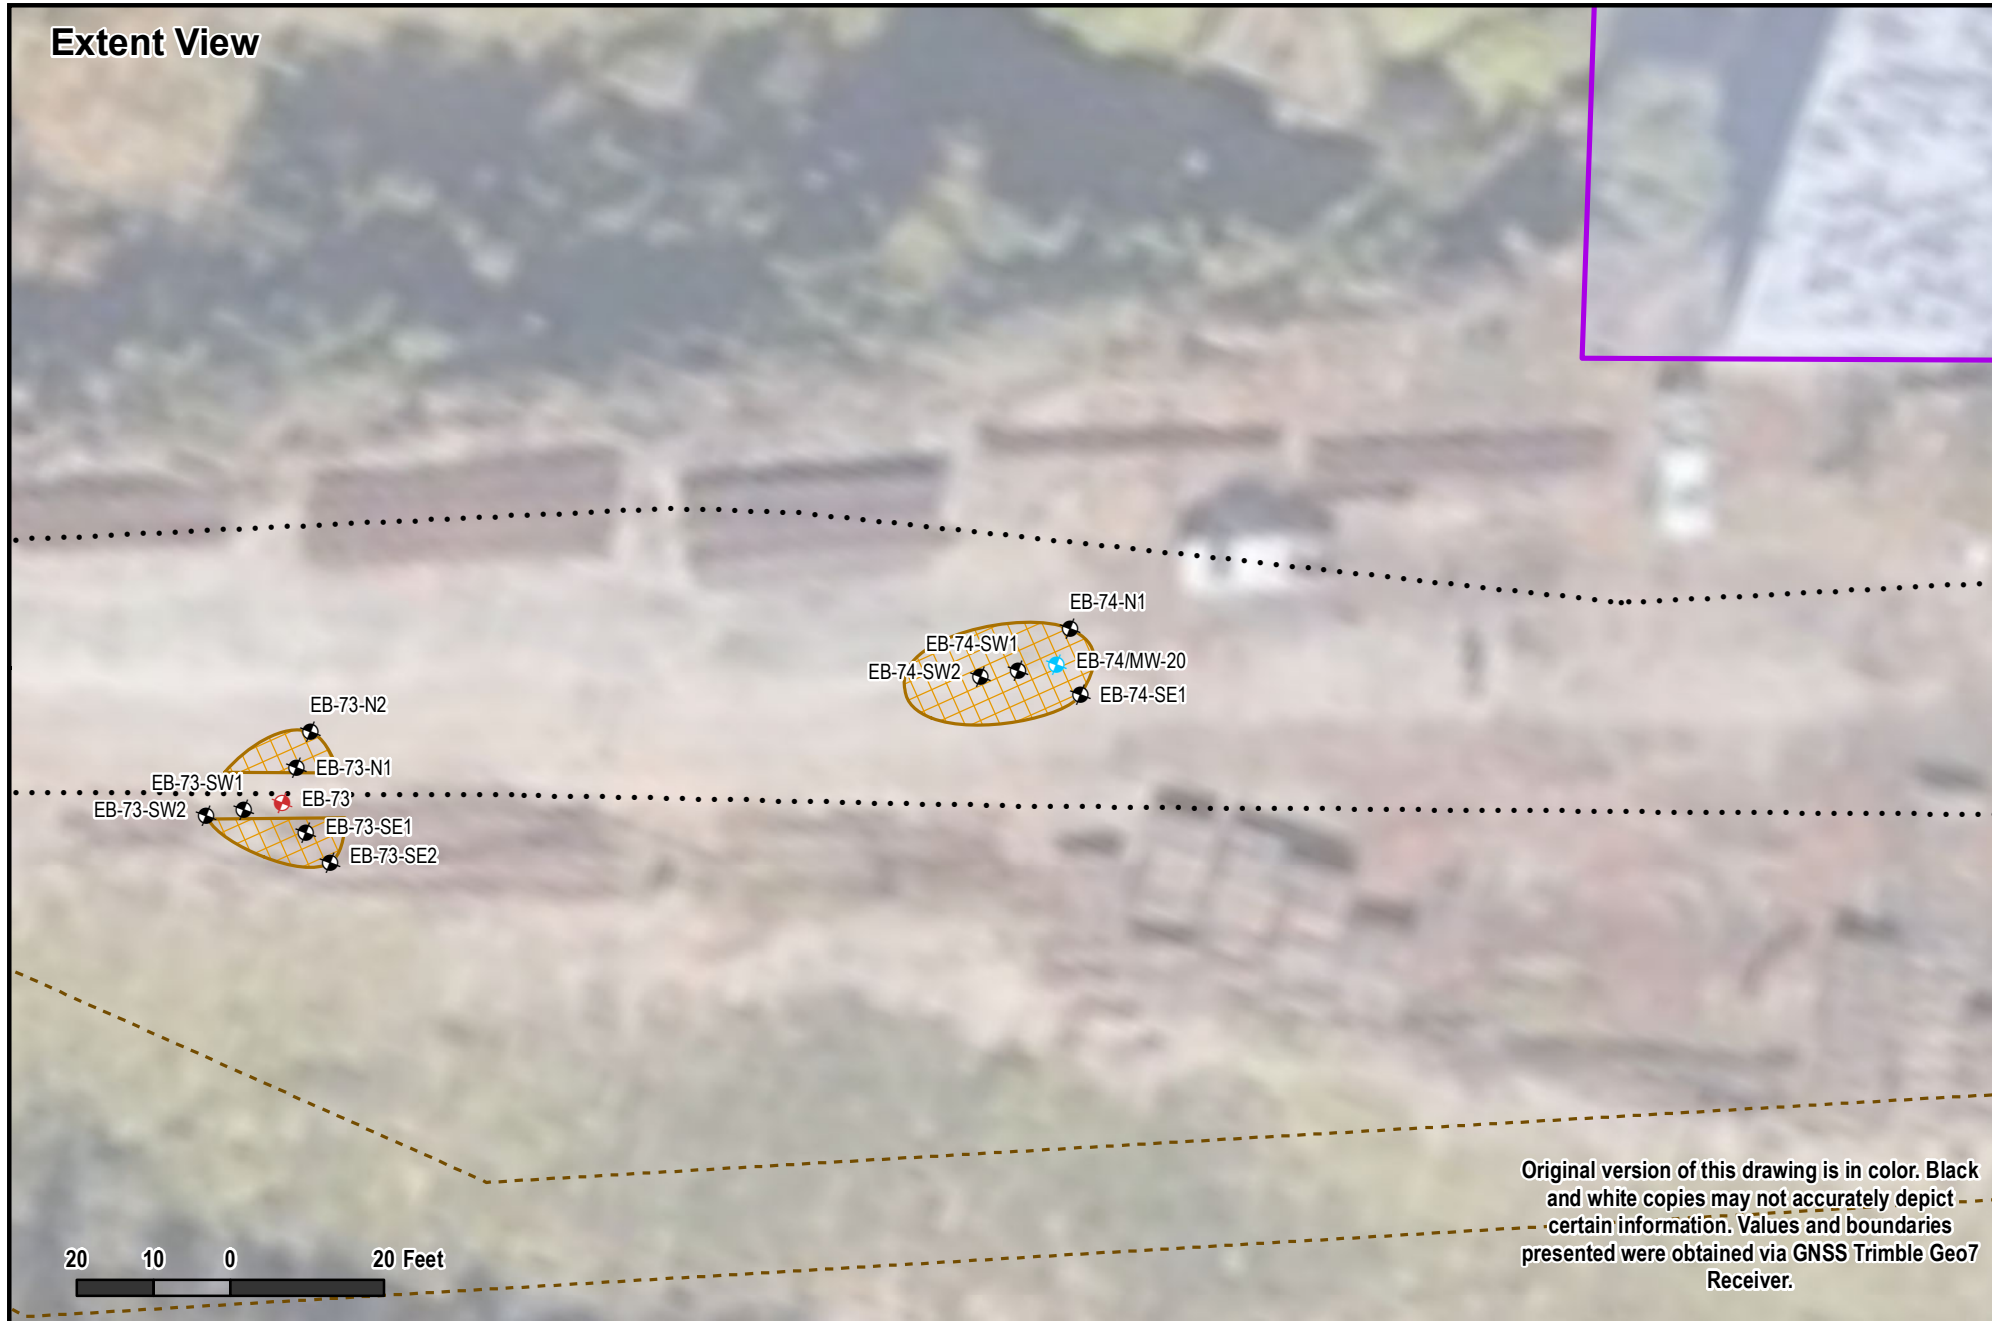 Extent View
EB-74-N1
EB-74-SW1
EB-74/MW-20
EB-74-SW2
EB-74-SE1
EB-73-N2
EB-73-N1
EB-73-SW1
EB-73
EB-73-SW2
EB-73-SE1
EB-73-SE2
Original version of this drawing is in color. Black
and white copies may not accurately depict
certain information. Values and boundaries
presented were obtained via GNSS Trimble Geo7
Receiver.
20 10 0 20 Feet